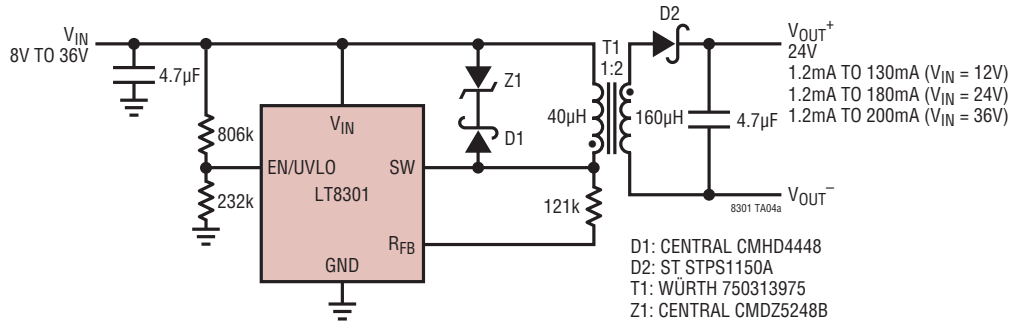 VIN
8V TO 36V
4.7µF
806k
232k
VIN
EN/UVLO
LT8301
SW
RFB
GND
Z1
D1
T1
1:2
40µH
160µH
121k
D2
4.7µF
VOUT+
24V
1.2mA TO 130mA (VIN = 12V)
1.2mA TO 180mA (VIN = 24V)
1.2mA TO 200mA (VIN = 36V)
VOUT–
8301 TA04a
D1: CENTRAL CMHD4448
D2: ST STPS1150A
T1: WÜRTH 750313975
Z1: CENTRAL CMDZ5248B